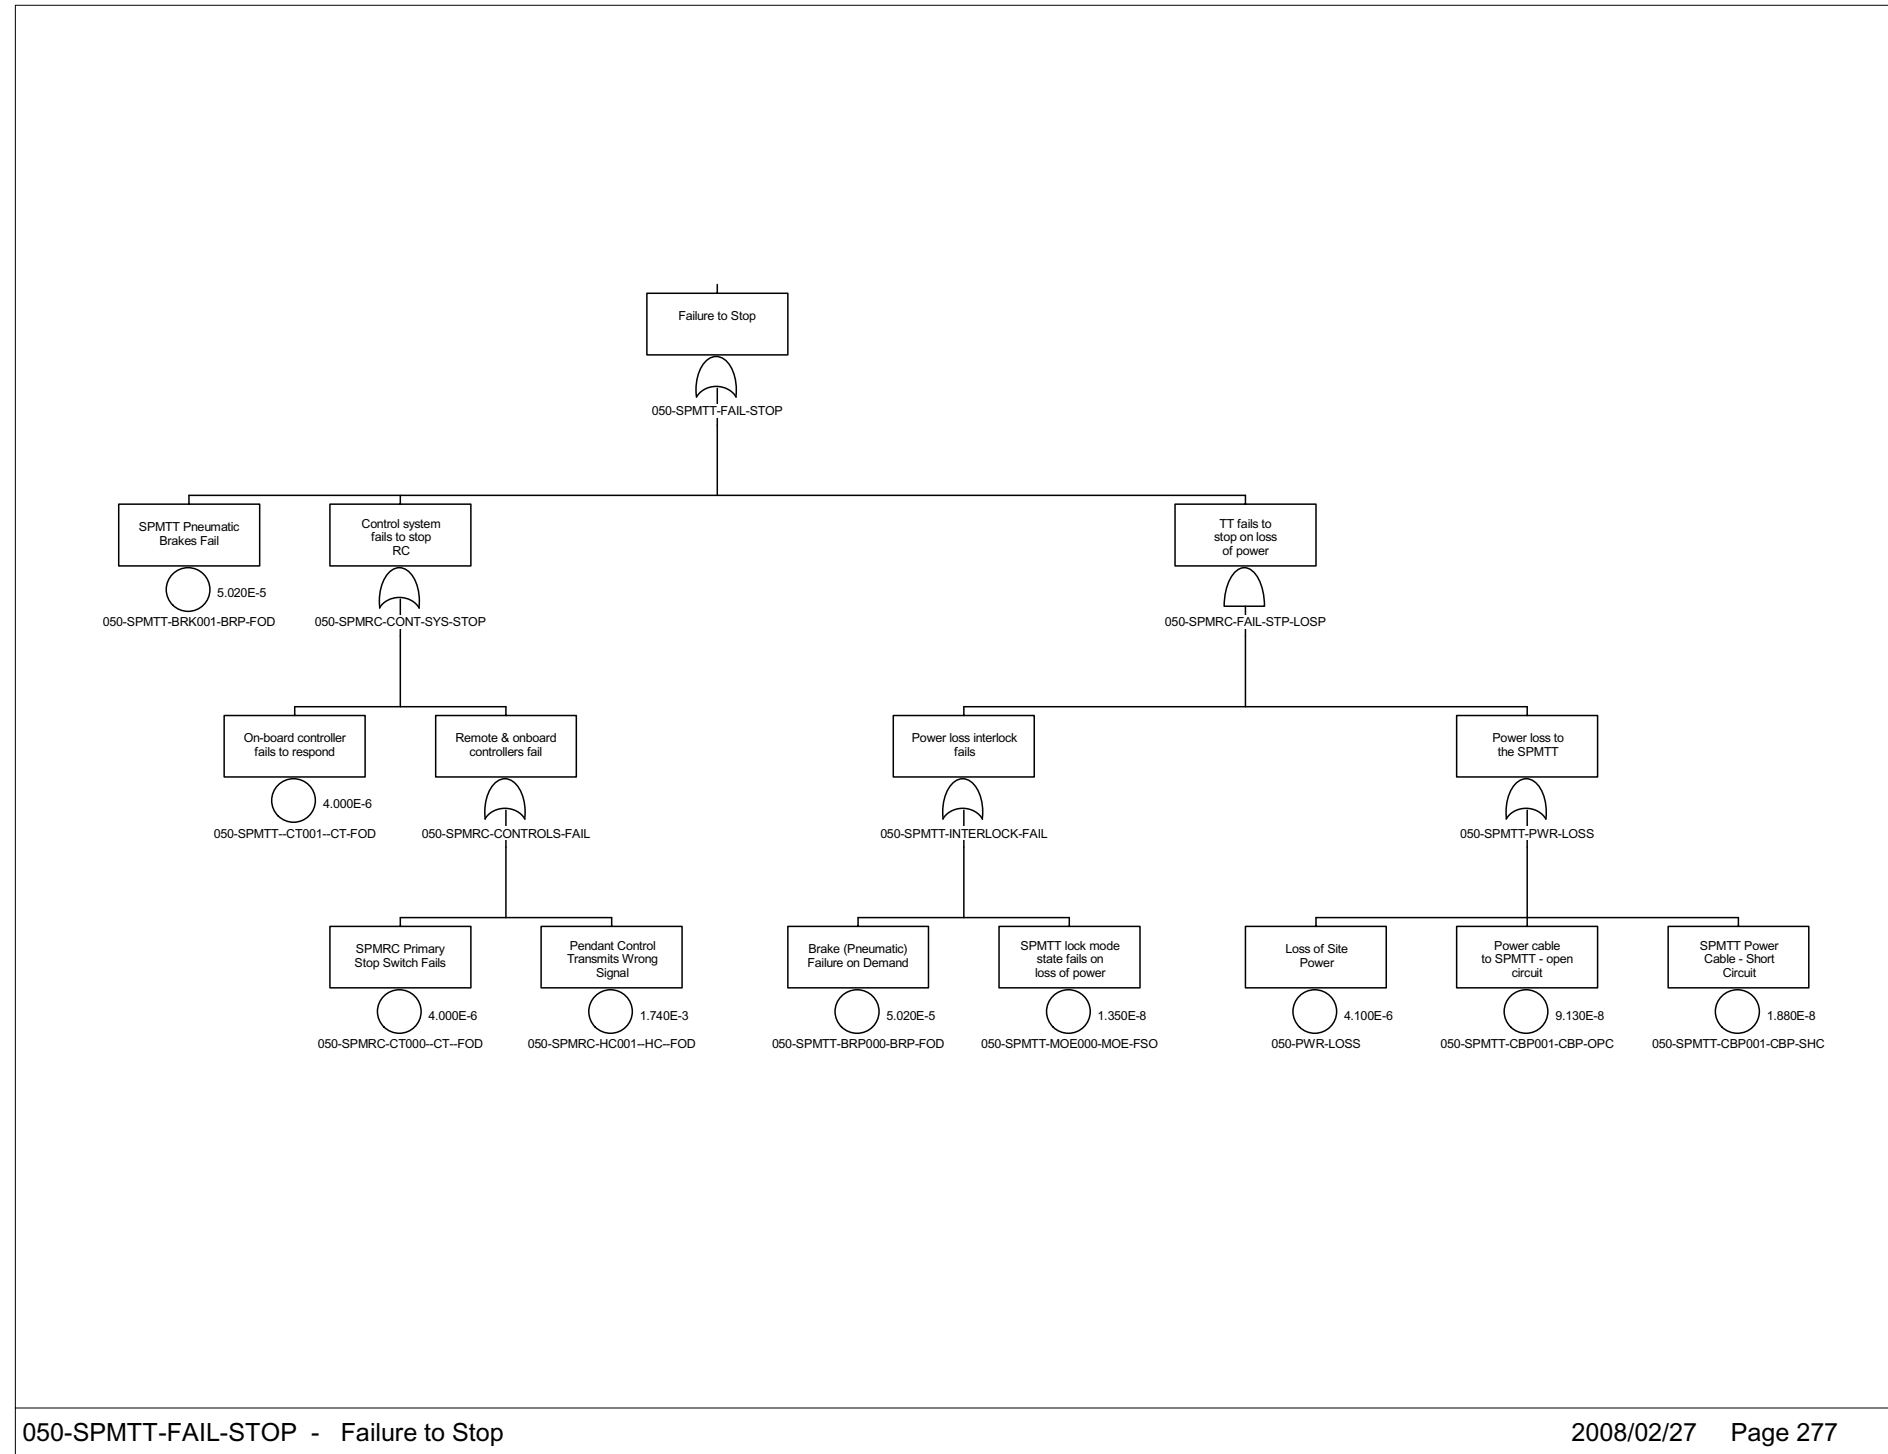 Failure to Stop
050-SPMTT-FAIL-STOP
SPMTT Pneumatic
Brakes Fail
5.020E-5
050-SPMTT-BRK001-BRP-FOD
Control system
fails to stop
RC
050-SPMRC-CONT-SYS-STOP
TT fails to
stop on loss
of power
050-SPMRC-FAIL-STP-LOSP
On-board controller
fails to respond
4.000E-6
050-SPMTT--CT001--CT-FOD
Remote & onboard
controllers fail
050-SPMRC-CONTROLS-FAIL
Power loss interlock
fails
050-SPMTT-INTERLOCK-FAIL
Power loss to
the SPMTT
050-SPMTT-PWR-LOSS
SPMRC Primary
Stop Switch Fails
4.000E-6
050-SPMRC-CT000--CT--FOD
Pendant Control
Transmits Wrong
Signal
1.740E-3
050-SPMRC-HC001--HC--FOD
Brake (Pneumatic)
Failure on Demand
5.020E-5
050-SPMTT-BRP000-BRP-FOD
SPMTT lock mode
state fails on
loss of power
1.350E-8
050-SPMTT-MOE000-MOE-FSO
Loss of Site
Power
4.100E-6
050-PWR-LOSS
Power cable
to SPMTT - open
circuit
9.130E-8
050-SPMTT-CBP001-CBP-OPC
SPMTT Power
Cable - Short
Circuit
1.880E-8
050-SPMTT-CBP001-CBP-SHC
050-SPMTT-FAIL-STOP - Failure to Stop
2008/02/27 Page 277